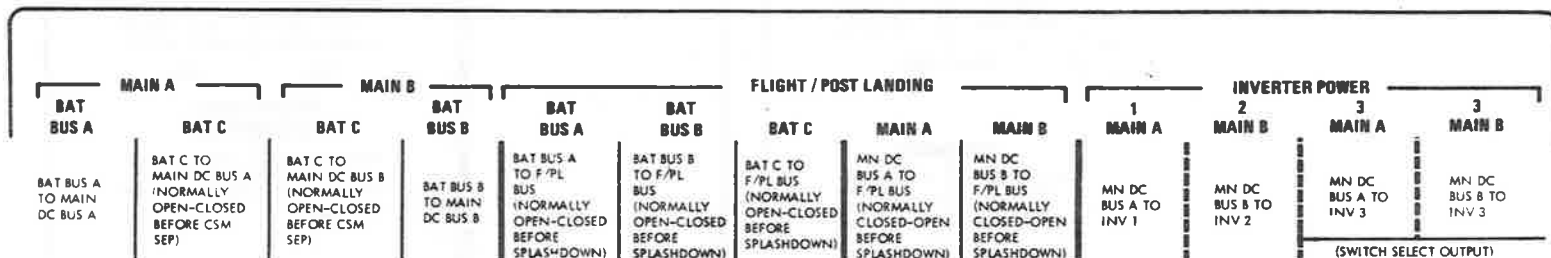 MAIN A
MAIN B
FLIGHT / POST LANDING
INVERTER POWER
BAT
BUS A
BAT C
BAT C
BAT
BUS B
BAT
BUS A
BAT
BUS B
BAT C
MAIN A
MAIN B
1
MAIN A
2
MAIN B
3
MAIN A
3
MAIN B
BAT BUS A
TO MAIN
DC BUS A
BAT C TO
MAIN DC BUS A
(NORMALLY
OPEN-CLOSED
BEFORE CSM
SEP)
BAT C TO
MAIN DC BUS B
(NORMALLY
OPEN-CLOSED
BEFORE CSM
SEP)
BAT BUS B
TO MAIN
DC BUS B
BAT BUS A
TO F/PL
BUS
(NORMALLY
OPEN-CLOSED
BEFORE
SPLASHDOWN)
BAT BUS B
TO F/PL
BUS
(NORMALLY
OPEN-CLOSED
BEFORE
SPLASHDOWN)
BAT C TO
F/PL BUS
(NORMALLY
OPEN-CLOSED
BEFORE
SPLASHDOWN)
MN DC
BUS A TO
F/PL BUS
(NORMALLY
CLOSED-OPEN
BEFORE
SPLASHDOWN)
MN DC
BUS B TO
F/PL BUS
(NORMALLY
CLOSED-OPEN
BEFORE
SPLASHDOWN)
MN DC
BUS A TO
INV 1
MN DC
BUS B TO
INV 2
MN DC
BUS A TO
INV 3
MN DC
BUS B TO
INV 3
(SWITCH SELECT OUTPUT)